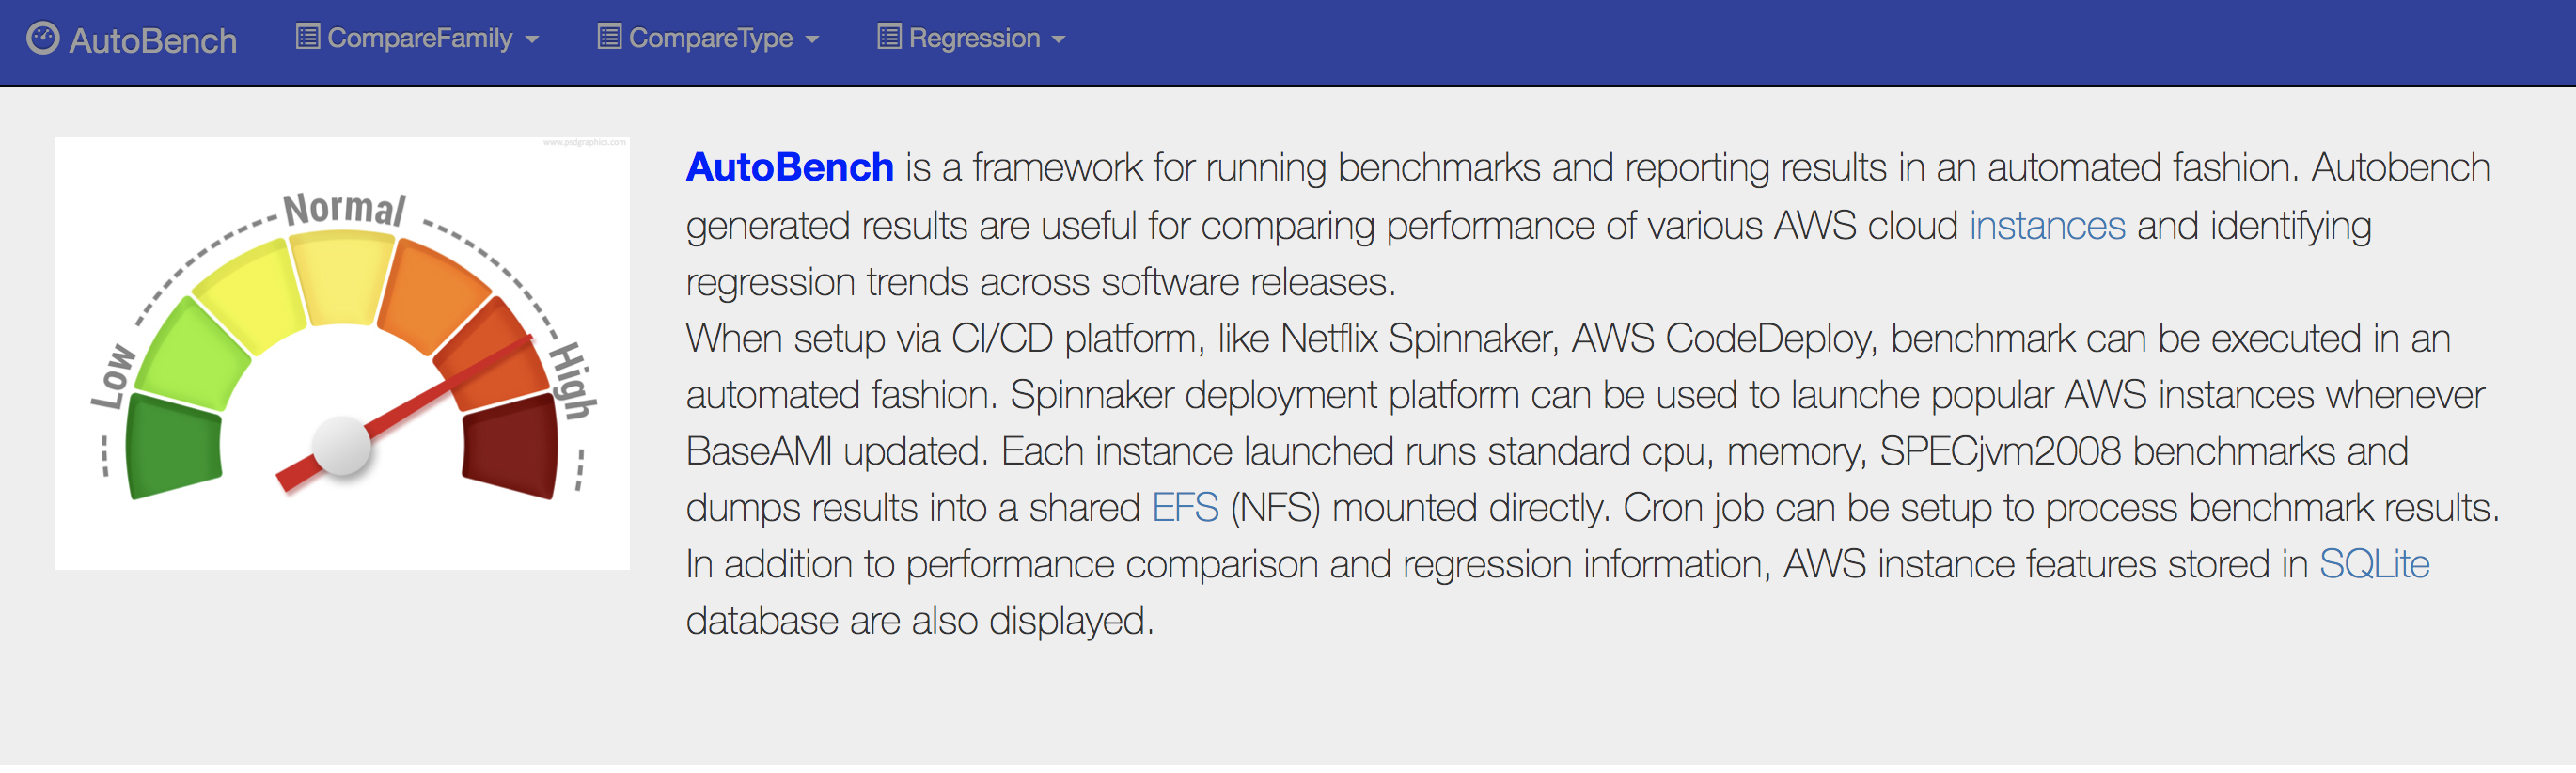 AutoBench CompareFamily CompareType Regression
www.psdgraphics.com
Low
Normal
High
AutoBench is a framework for running benchmarks and reporting results in an automated fashion. Autobench
generated results are useful for comparing performance of various AWS cloud instances and identifying
regression trends across software releases.
When setup via CI/CD platform, like Netflix Spinnaker, AWS CodeDeploy, benchmark can be executed in an
automated fashion. Spinnaker deployment platform can be used to launche popular AWS instances whenever
BaseAMI updated. Each instance launched runs standard cpu, memory, SPECjvm2008 benchmarks and
dumps results into a shared EFS (NFS) mounted directly. Cron job can be setup to process benchmark results.
In addition to performance comparison and regression information, AWS instance features stored in SQLite
database are also displayed.